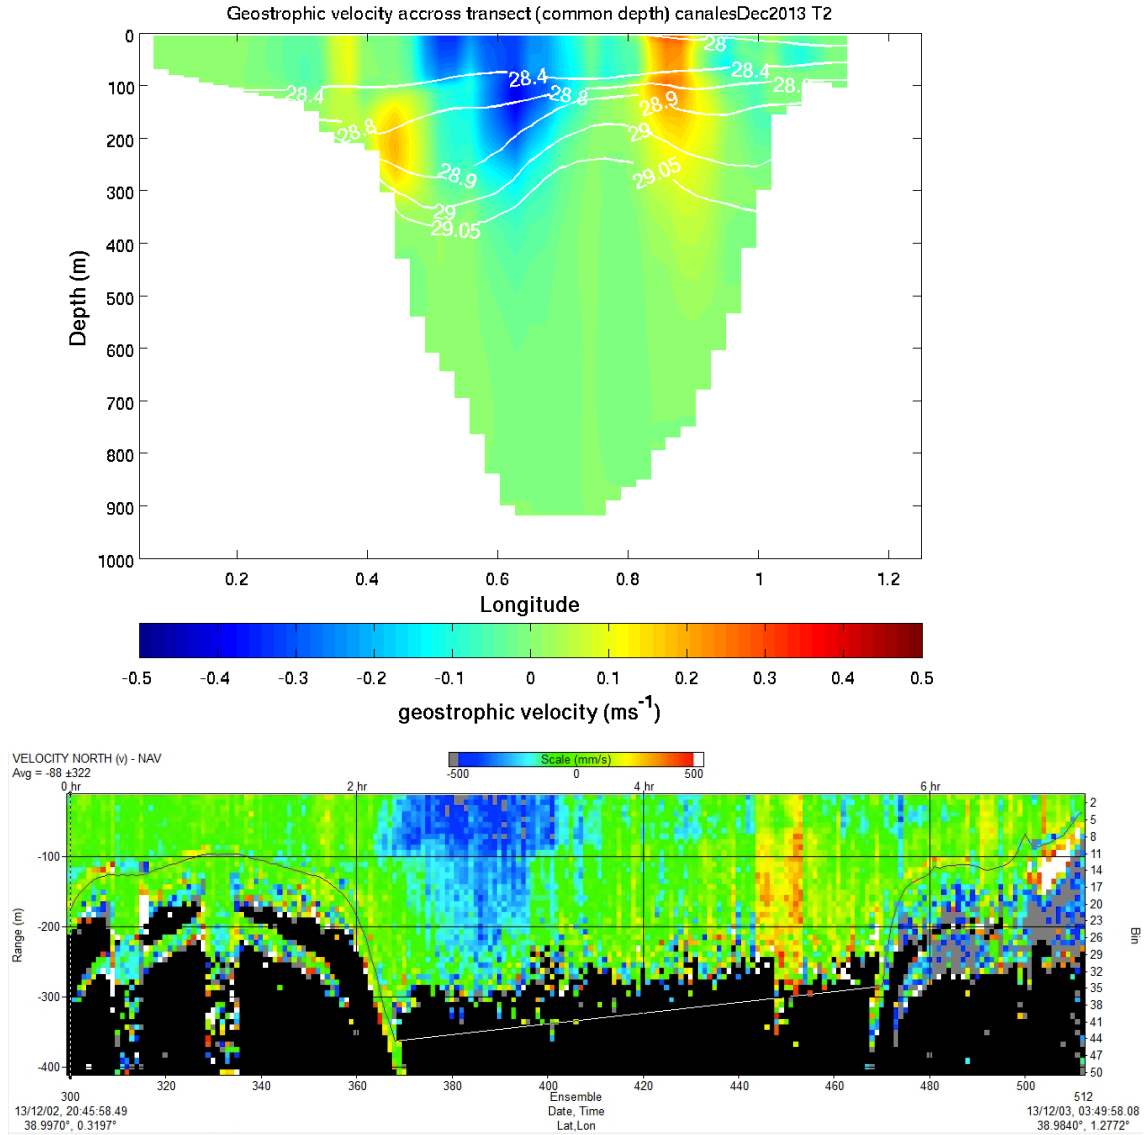 Geostrophic velocity accross transect (common depth) canalesDec2013 T2
0
100
200
300
400
500
600
700
800
900
1000
Depth (m)
28
28.4
28.4
28.4
28.8
28.8
28.8
28.9
28.9
29
29
29.05
29.05
0.2 0.4 0.6 0.8 1 1.2
Longitude
-0.5 -0.4 -0.3 -0.2 -0.1 0 0.1 0.2 0.3 0.4 0.5
geostrophic velocity (ms-1)
VELOCITY NORTH (v) - NAV
Avg = -88 ±322
Scale (mm/s)
-500 0 500
0 hr 2 hr 4 hr 6 hr
-100
-200
-300
-400
Range (m)
2
5
8
11
14
17
20
23
26
29
32
35
38
41
44
47
50
Bin
320 340 360 380 400 420 440 460 480 500
300 Ensemble 512
13/12/02, 20:45:58.49 Date, Time 13/12/03, 03:49:58.08
38.9970°, 0.3197° Lat,Lon 38.9840°, 1.2772°